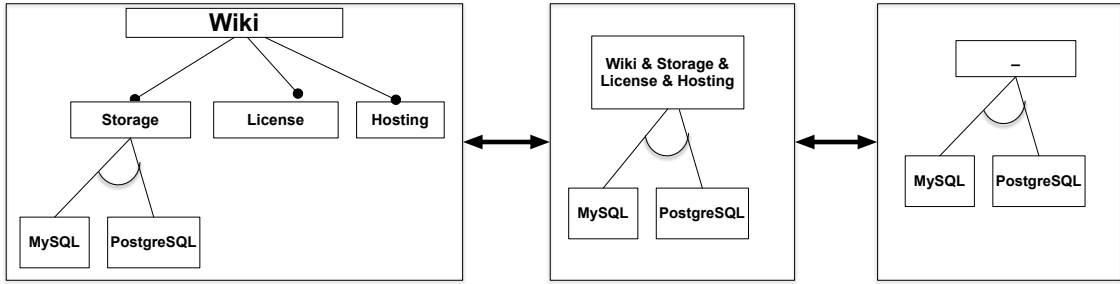 Wiki
Storage
License
Hosting
MySQL
PostgreSQL
Wiki & Storage &
License & Hosting
MySQL
PostgreSQL
_
MySQL
PostgreSQL